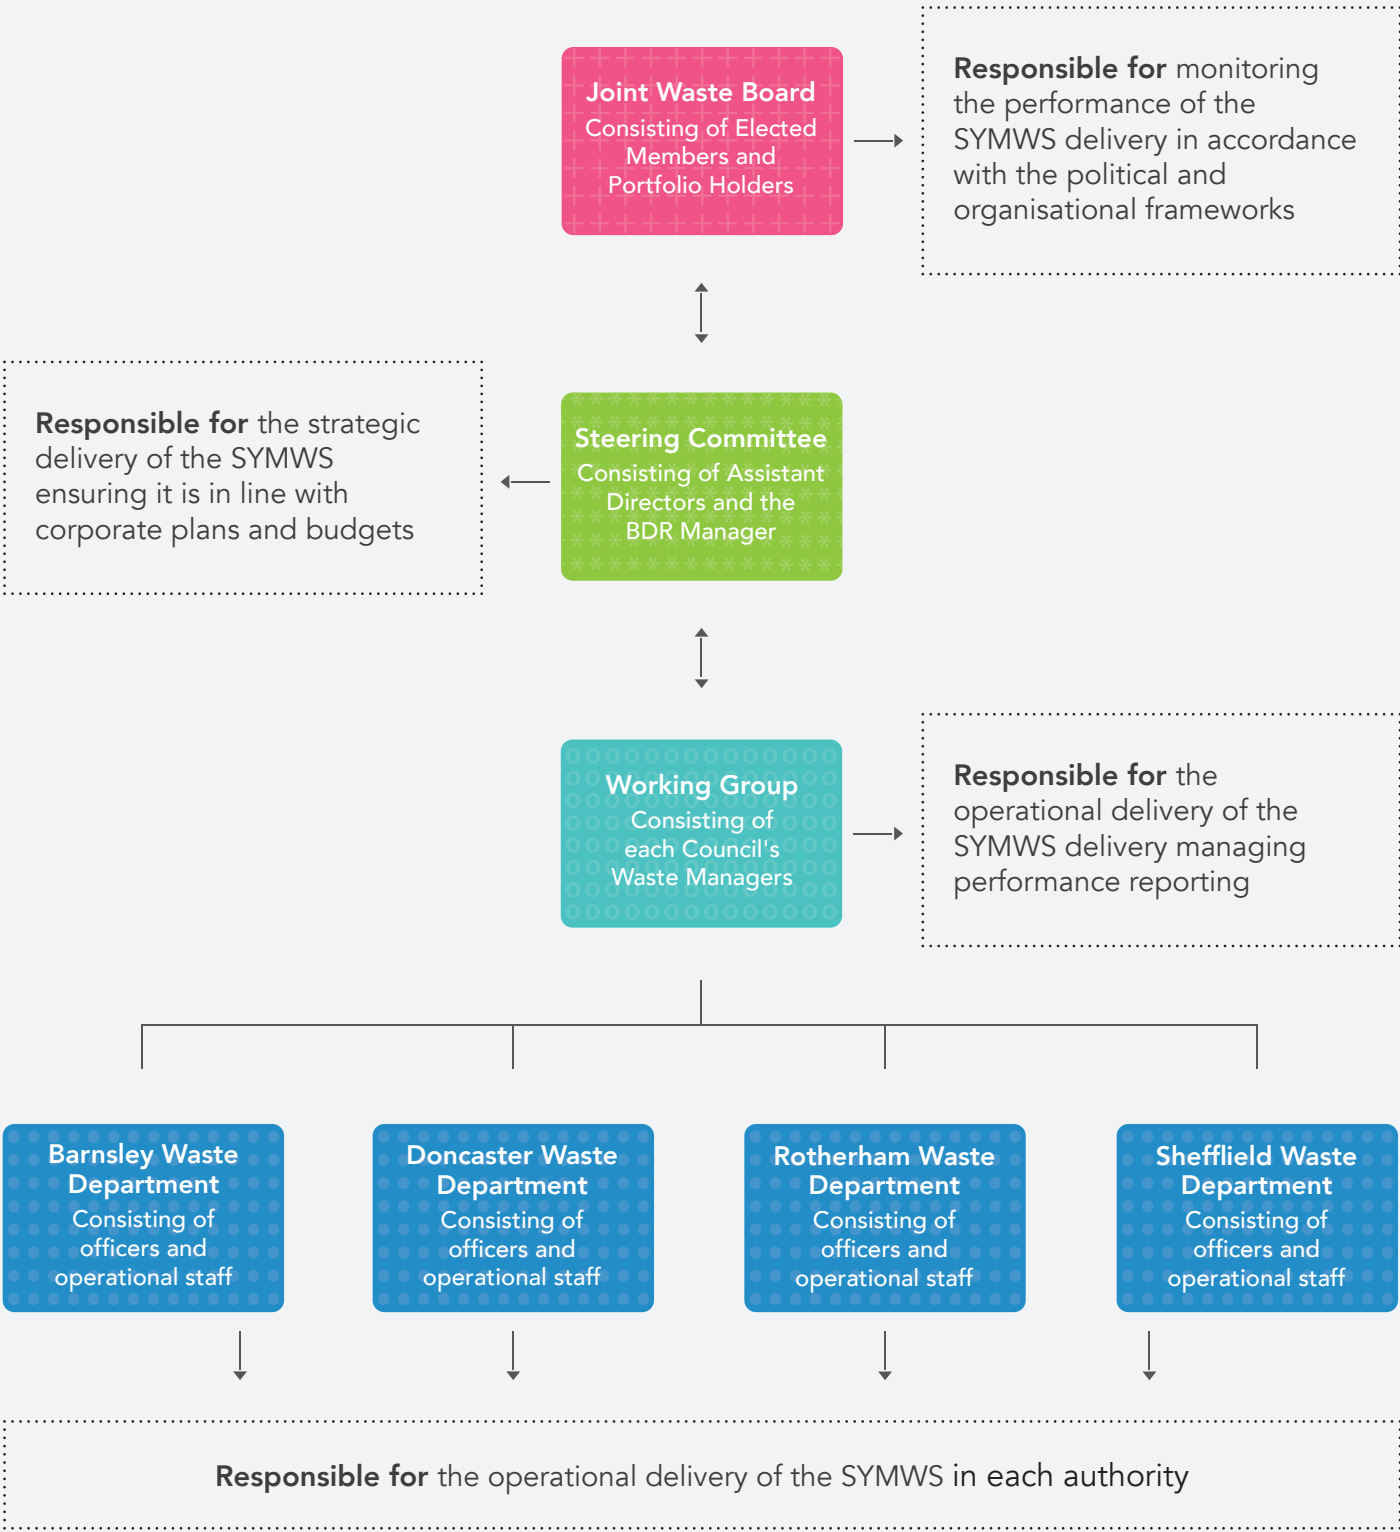 Joint Waste Board
Consisting of Elected
Members and
Portfolio Holders
Responsible for monitoring
the performance of the
SYMWS delivery in accordance
with the political and
organisational frameworks
Responsible for the strategic
delivery of the SYMWS
ensuring it is in line with
corporate plans and budgets
Steering Committee
Consisting of Assistant
Directors and the
BDR Manager
Working Group
Consisting of
each Council's
Waste Managers
Responsible for the
operational delivery of the
SYMWS delivery managing
performance reporting
Barnsley Waste
Department
Consisting of
officers and
operational staff
Doncaster Waste
Department
Consisting of
officers and
operational staff
Rotherham Waste
Department
Consisting of
officers and
operational staff
Shefflield Waste
Department
Consisting of
officers and
operational staff
Responsible for the operational delivery of the SYMWS in each authority